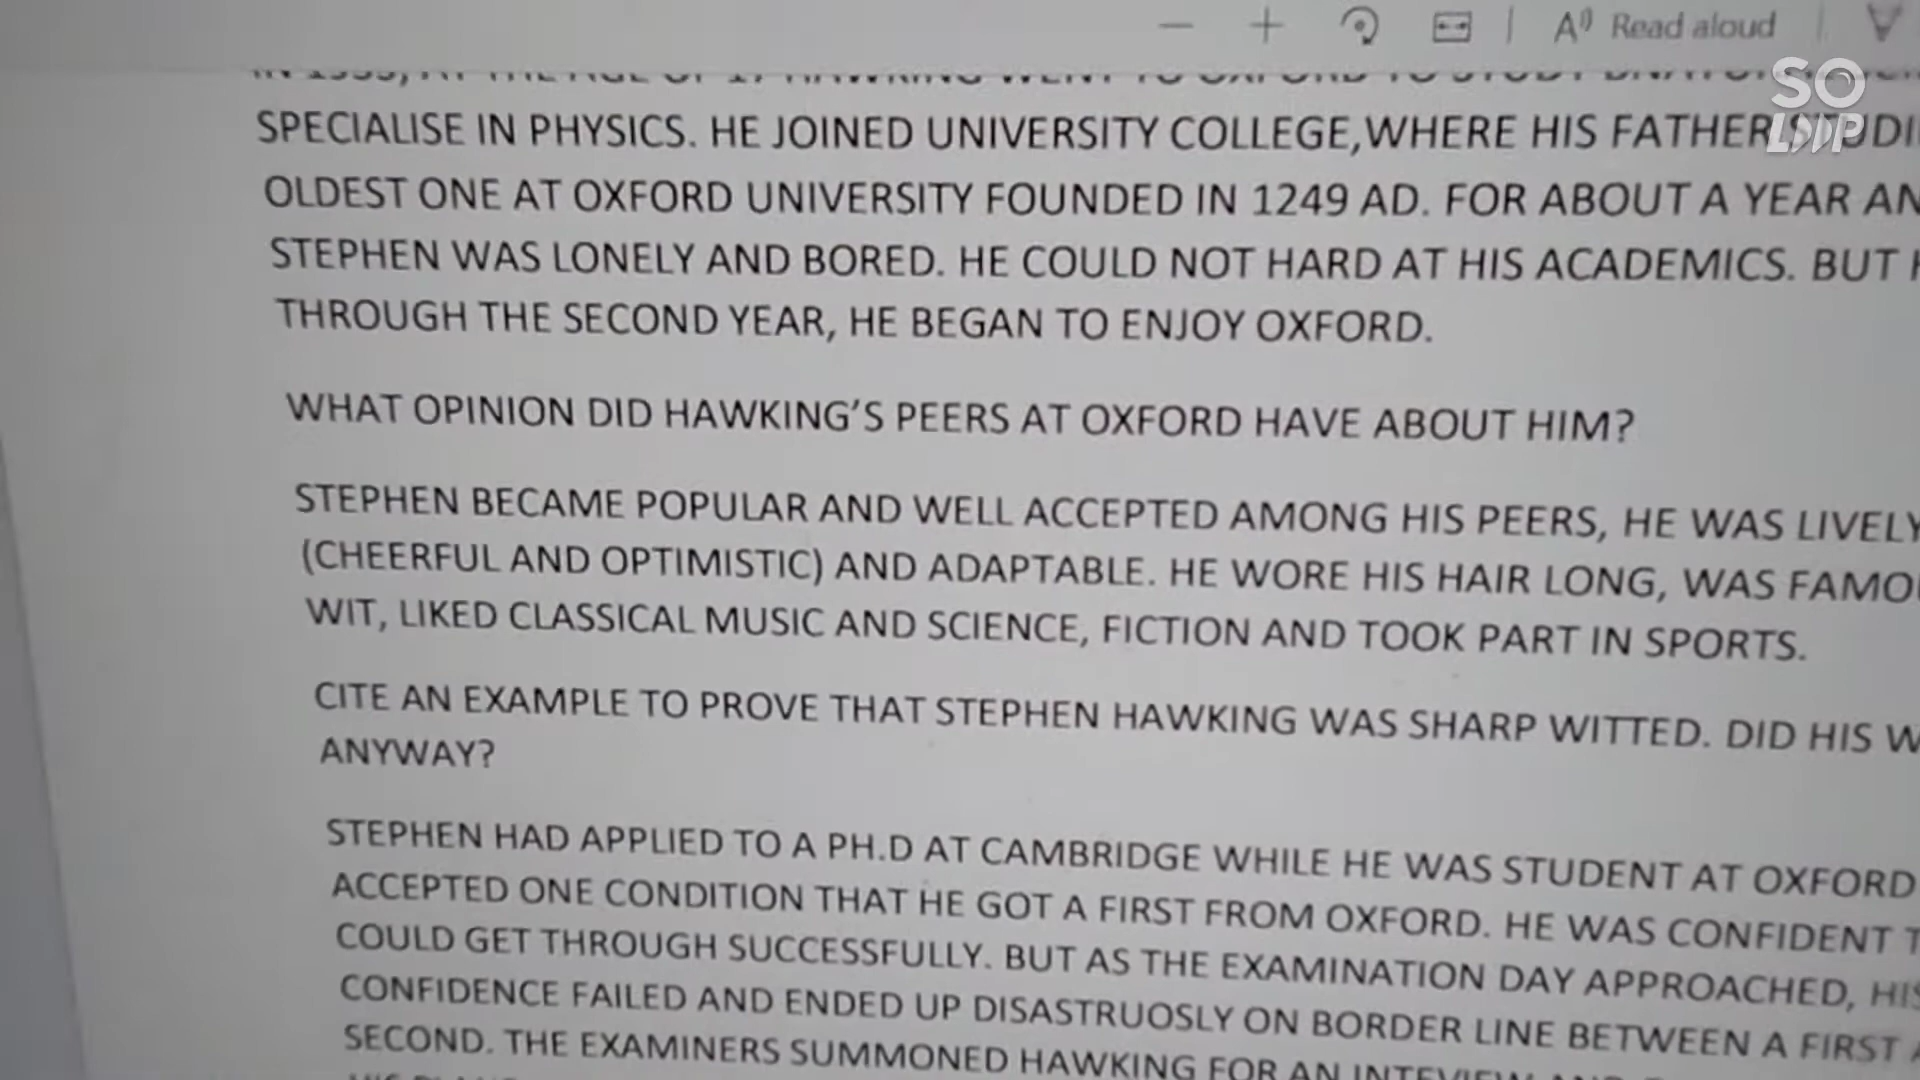 Read aloud
SO
SPECIALISE IN PHYSICS. HE JOINED UNIVERSITY COLLEGE,WHERE HIS FATHER
OLDEST ONE AT OXFORD UNIVERSITY FOUNDED IN 1249 AD. FOR ABOUT A YEAR AN
STEPHEN WAS LONELY AND BORED. HE COULD NOT HARD AT HIS ACADEMICS. BUT
THROUGH THE SECOND YEAR, HE BEGAN TO ENJOY OXFORD.
WHAT OPINION DID HAWKING'S PEERS AT OXFORD HAVE ABOUT HIM?
STEPHEN BECAME POPULAR AND WELL ACCEPTED AMONG HIS PEERS, HE WAS LIVELY
(CHEERFUL AND OPTIMISTIC) AND ADAPTABLE. HE WORE HIS HAIR LONG, WAS FAMO
WIT, LIKED CLASSICAL MUSIC AND SCIENCE, FICTION AND TOOK PART IN SPORTS.
CITE AN EXAMPLE TO PROVE THAT STEPHEN HAWKING WAS SHARP WITTED. DID HIS W
ANYWAY?
STEPHEN HAD APPLIED TO A PH.D AT CAMBRIDGE WHILE HE WAS STUDENT AT OXFORD
ACCEPTED ONE CONDITION THAT HE GOT A FIRST FROM OXFORD. HE WAS CONFIDENT T
COULD GET THROUGH SUCCESSFULLY. BUT AS THE EXAMINATION DAY APPROACHED, HIS
CONFIDENCE FAILED AND ENDED UP DISASTRUOSLY ON BORDER LINE BETWEEN A FIRST
SECOND. THE EXAMINERS SUMMONED HAWKING FOR AN INTEVIEW